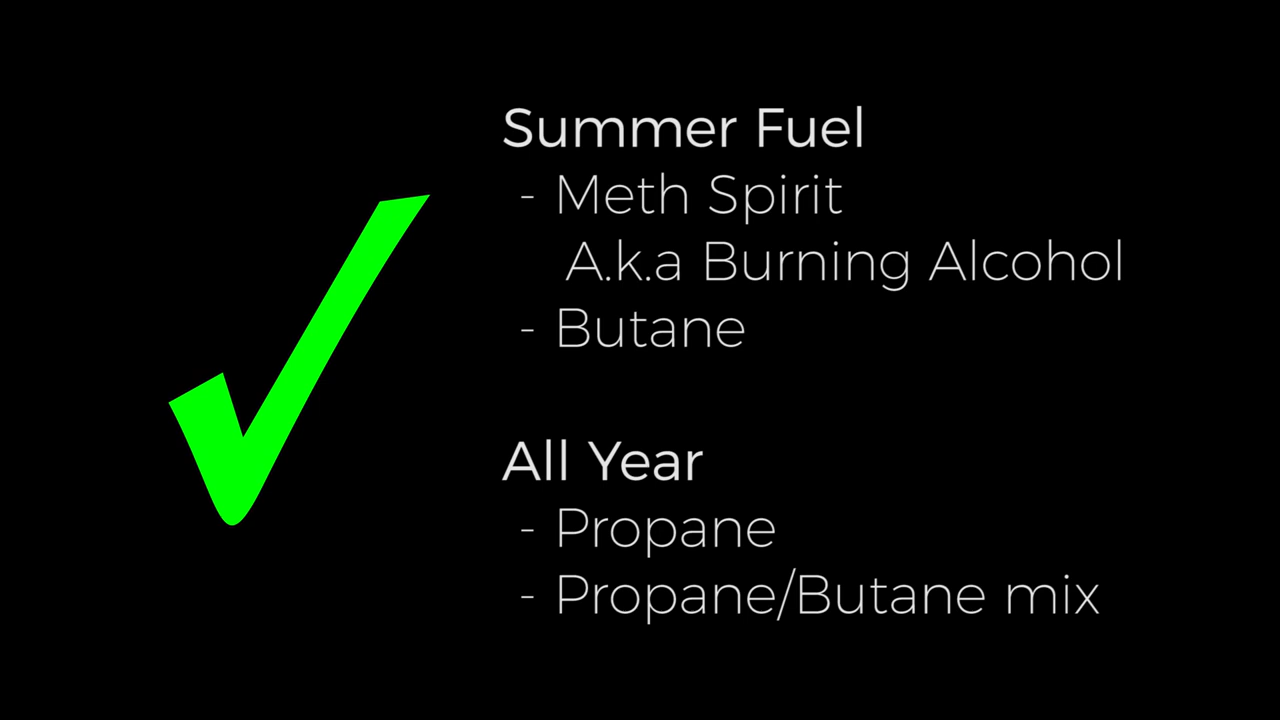 Summer Fuel
- Meth Spirit
A.k.a Burning Alcohol
- Butane
All Year
- Propane
- Propane/Butane mix